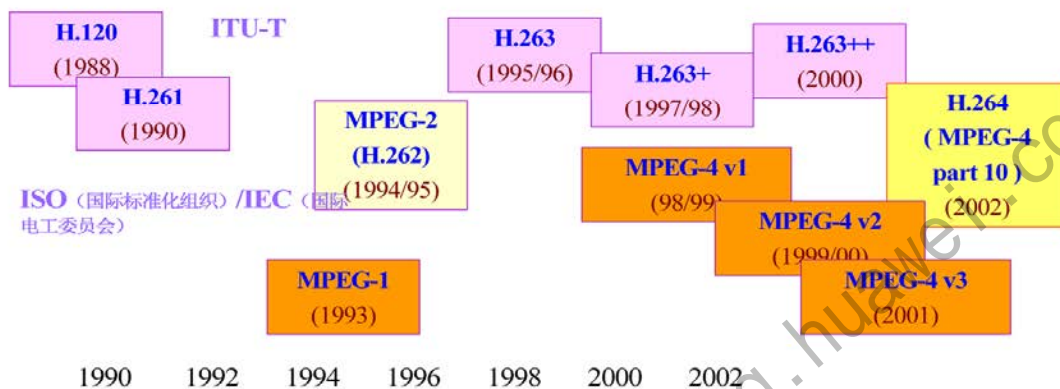 H.120
(1988)
ITU-T
H.261
(1990)
MPEG-2
(H.262)
(1994/95)
H.263
(1995/96)
H.263+
(1997/98)
H.263++
(2000)
H.264
( MPEG-4
part 10 )
(2002)
ISO（国际标准化组织）/IEC（国际
电工委员会）
MPEG-4 v1
(98/99)
MPEG-4 v2
(1999/00)
MPEG-1
(1993)
MPEG-4 v3
(2001)
1990 1992 1994 1996 1998 2000 2002
g.huawei.co